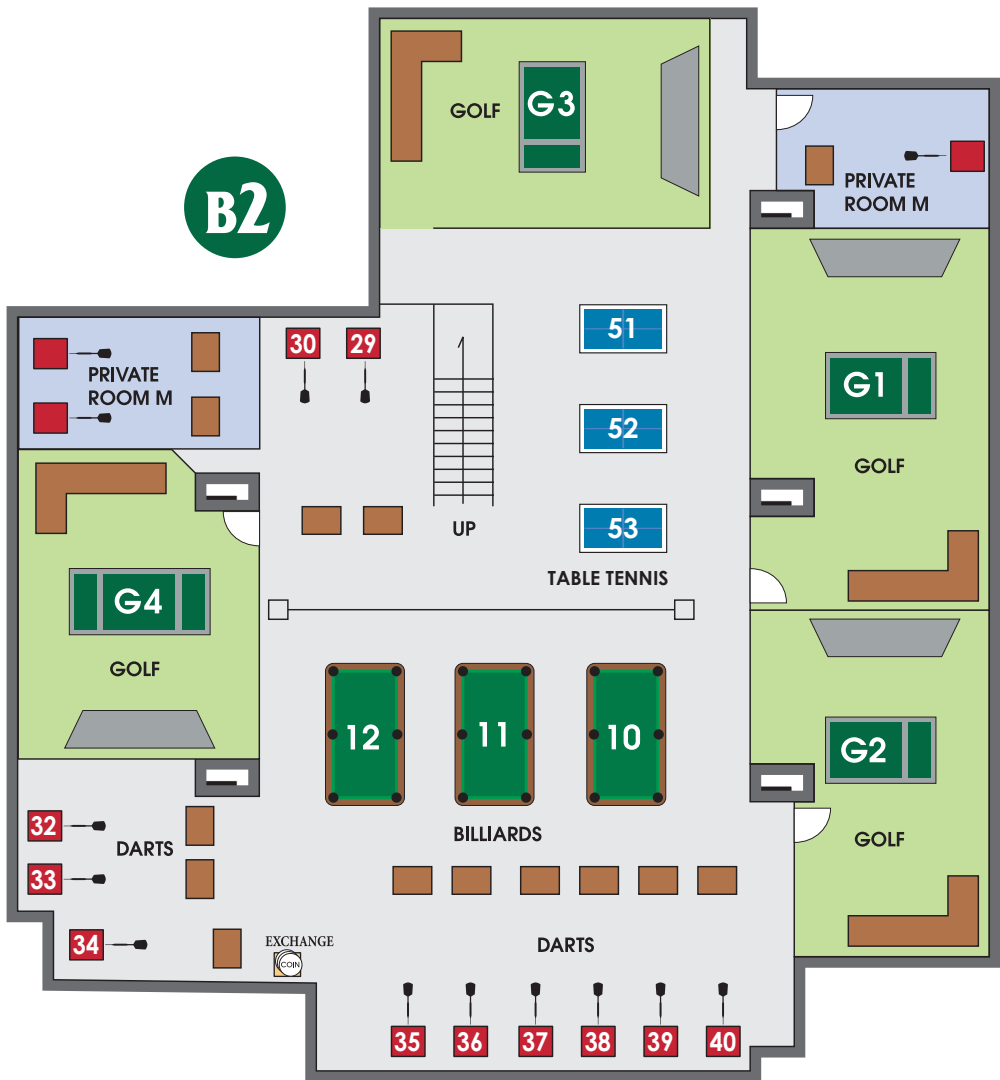 B2
GOLF
G3
PRIVATE
ROOM M
30
29
51
PRIVATE
ROOM M
G1
52
GOLF
53
UP
TABLE TENNIS
G4
GOLF
12
11
10
G2
BILLIARDS
GOLF
32
DARTS
33
34
EXCHANGE
COIN
DARTS
35
36
37
38
39
40